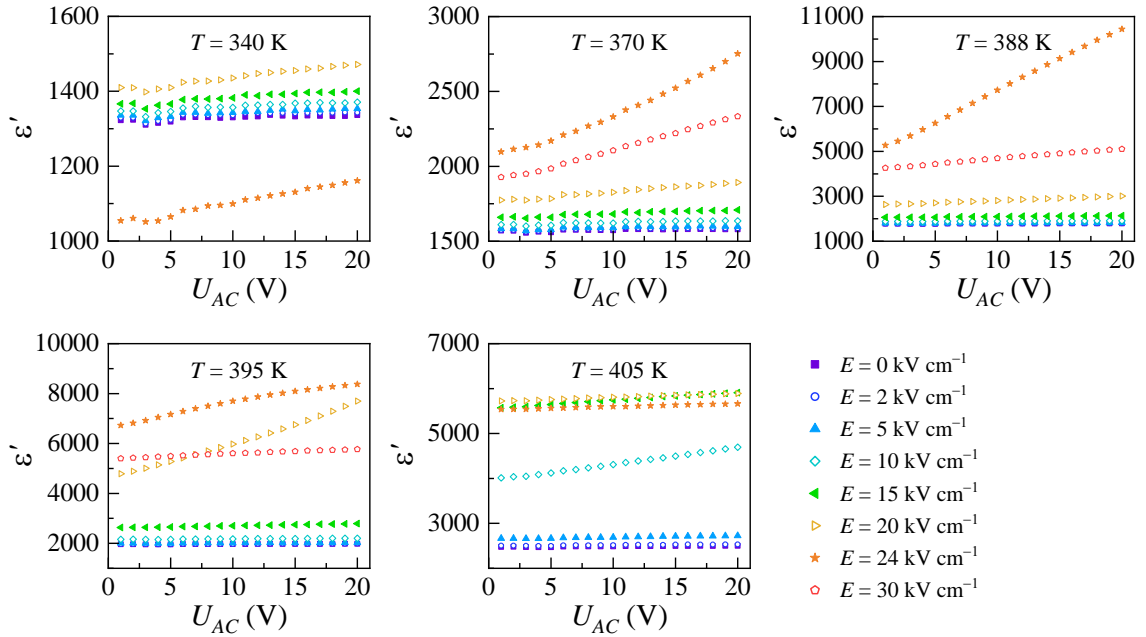 1600
1400
1200
1000
ε′
T = 340 K
0 5 10 15 20
U_AC (V)
3000
2500
2000
1500
ε′
T = 370 K
0 5 10 15 20
U_AC (V)
11000
9000
7000
5000
3000
1000
ε′
T = 388 K
0 5 10 15 20
U_AC (V)
10000
8000
6000
4000
2000
ε′
T = 395 K
0 5 10 15 20
U_AC (V)
7000
5000
3000
ε′
T = 405 K
0 5 10 15 20
U_AC (V)
E = 0 kV cm⁻¹
E = 2 kV cm⁻¹
E = 5 kV cm⁻¹
E = 10 kV cm⁻¹
E = 15 kV cm⁻¹
E = 20 kV cm⁻¹
E = 24 kV cm⁻¹
E = 30 kV cm⁻¹